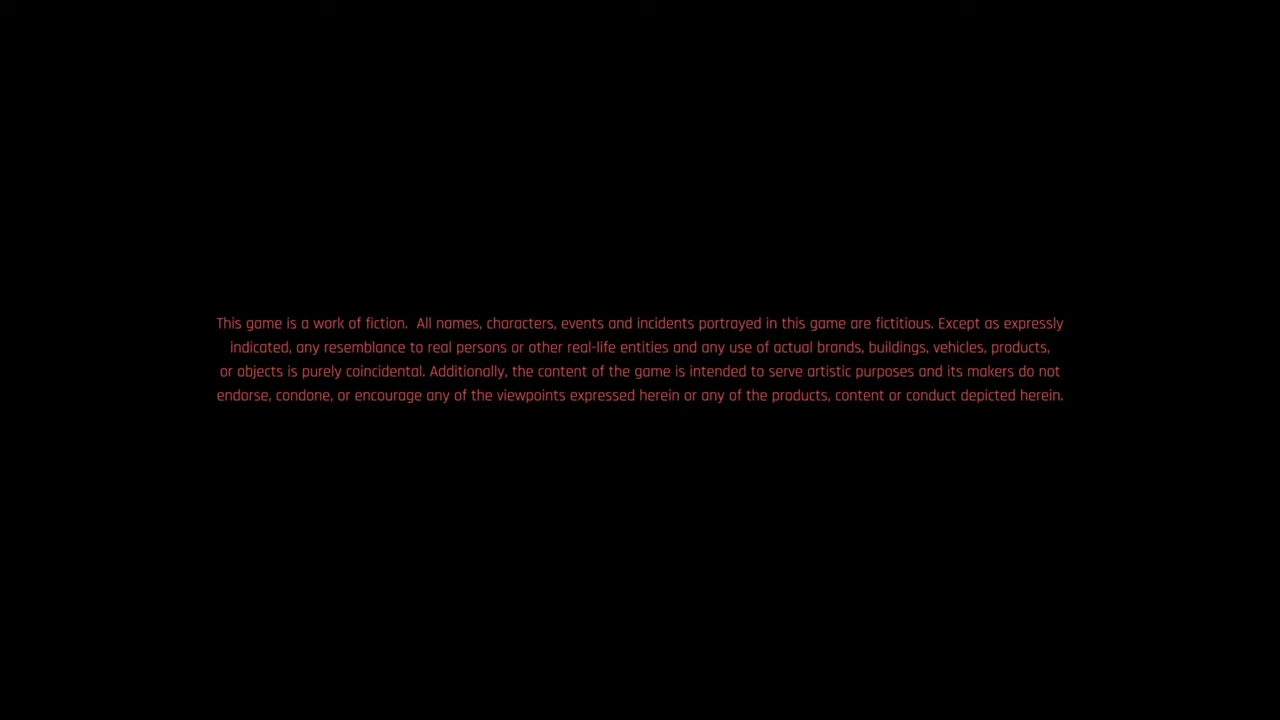 This game is a work of fiction.  All names, characters, events and incidents portrayed in this game are fictitious. Except as expressly
indicated, any resemblance to real persons or other real-life entities and any use of actual brands, buildings, vehicles, products,
or objects is purely coincidental. Additionally, the content of the game is intended to serve artistic purposes and its makers do not
endorse, condone, or encourage any of the viewpoints expressed herein or any of the products, content or conduct depicted herein.